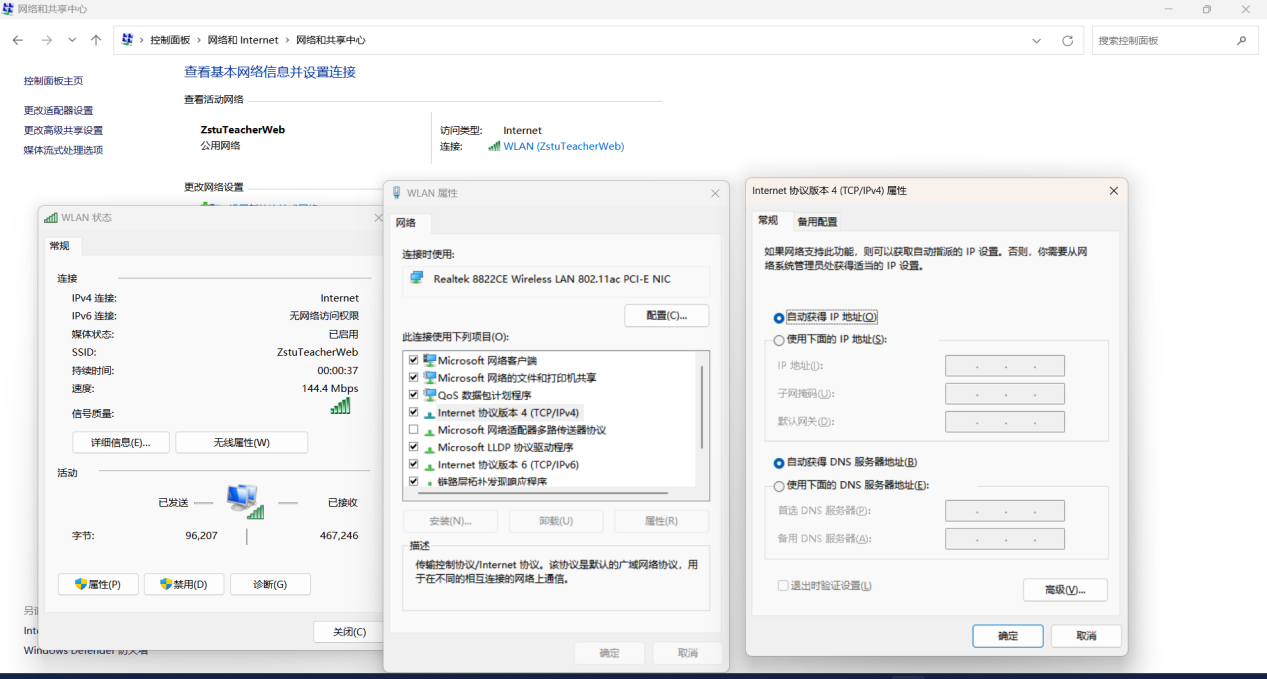 网络和共享中心
控制面板 › 网络和 Internet › 网络和共享中心
搜索控制面板
控制面板主页
更改适配器设置
更改高级共享设置
媒体流式处理选项
查看基本网络信息并设置连接
查看活动网络
ZstuTeacherWeb
公用网络
访问类型: Internet
连接: WLAN (ZstuTeacherWeb)
更改网络设置
WLAN 状态
常规
连接
IPv4 连接: Internet
IPv6 连接: 无网络访问权限
媒体状态: 已启用
SSID: ZstuTeacherWeb
持续时间: 00:00:37
速度: 144.4 Mbps
信号质量:
详细信息(E)... 无线属性(W)
活动
已发送 已接收
字节: 96,207 467,246
属性(P) 禁用(D) 诊断(G)
关闭(C)
WLAN 属性
网络
连接时使用:
Realtek 8822CE Wireless LAN 802.11ac PCI-E NIC
配置(C)...
此连接使用下列项目(O):
Microsoft 网络客户端
Microsoft 网络的文件和打印机共享
QoS 数据包计划程序
Internet 协议版本 4 (TCP/IPv4)
Microsoft 网络适配器多路传送器协议
Microsoft LLDP 协议驱动程序
Internet 协议版本 6 (TCP/IPv6)
链路层拓扑发现响应程序
安装(N)... 卸载(U) 属性(R)
描述
传输控制协议/Internet 协议。该协议是默认的广域网络协议，用
于在不同的相互连接的网络上通信。
确定 取消
Internet 协议版本 4 (TCP/IPv4) 属性
常规 备用配置
如果网络支持此功能，则可以获取自动指派的 IP 设置。否则，你需要从网
络系统管理员处获得适当的 IP 设置。
自动获得 IP 地址(O)
使用下面的 IP 地址(S):
IP 地址(I):
子网掩码(U):
默认网关(D):
自动获得 DNS 服务器地址(B)
使用下面的 DNS 服务器地址(E):
首选 DNS 服务器(P):
备用 DNS 服务器(A):
退出时验证设置(L)
高级(V)...
确定 取消